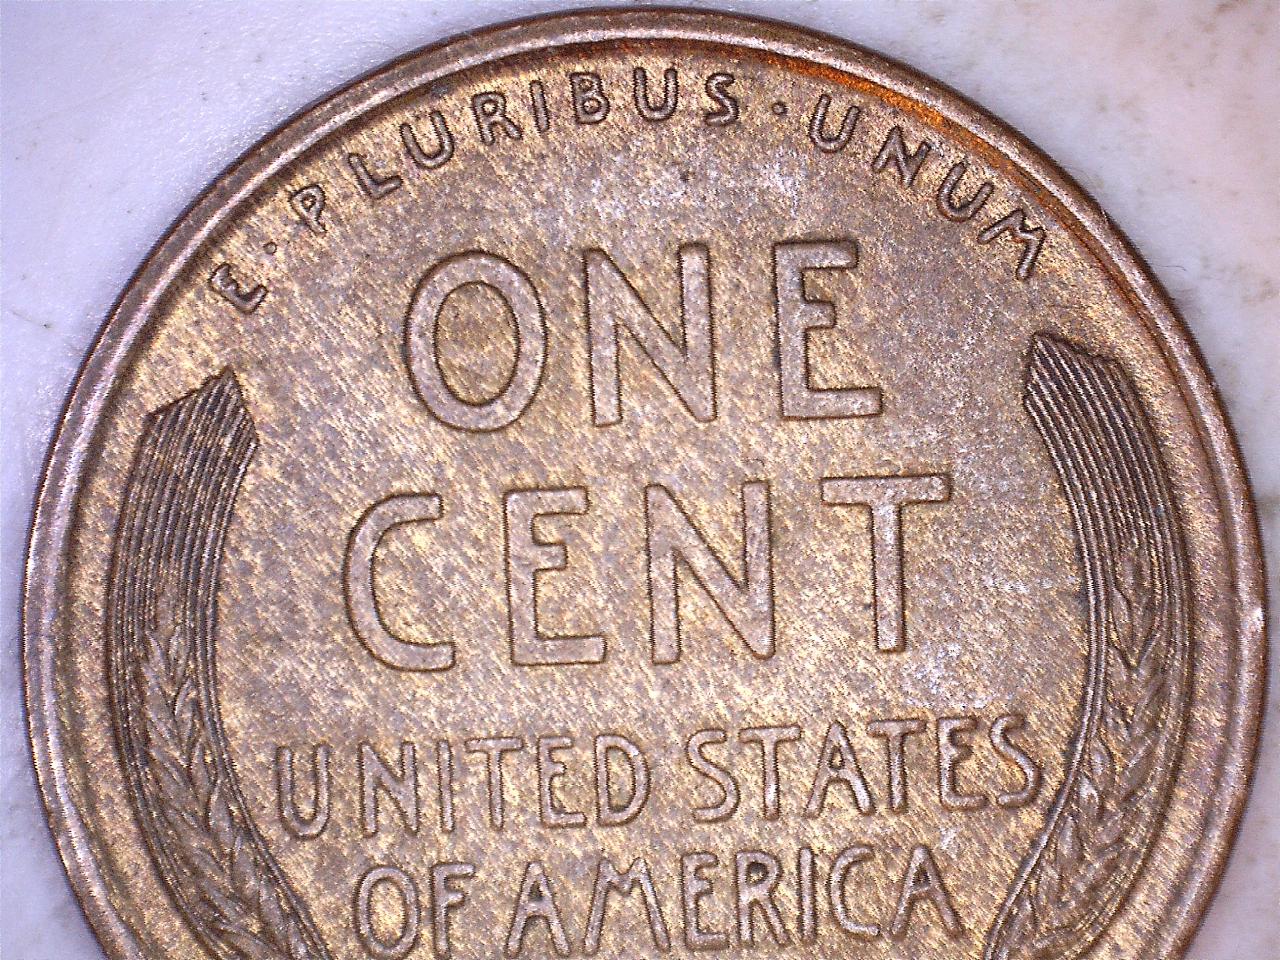 E · PLURIBUS · UNUM
ONE
CENT
UNITED STATES
OF AMERICA